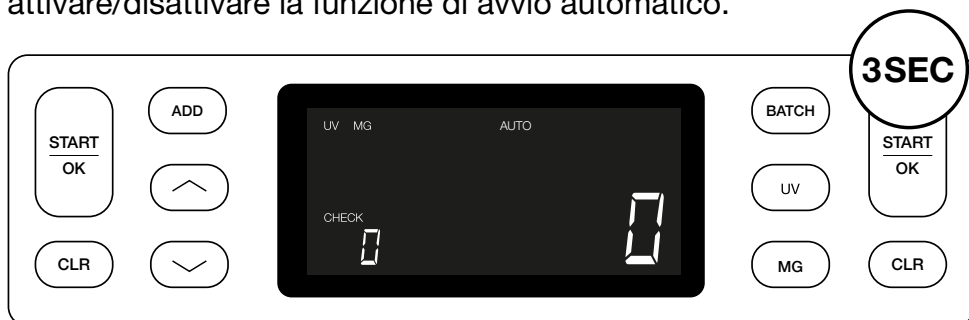 attivare/disattivare la funzione di avvio automatico.
3SEC
START
OK
ADD
CLR
UV MG AUTO
CHECK
0
0
BATCH
UV
MG
START
OK
CLR